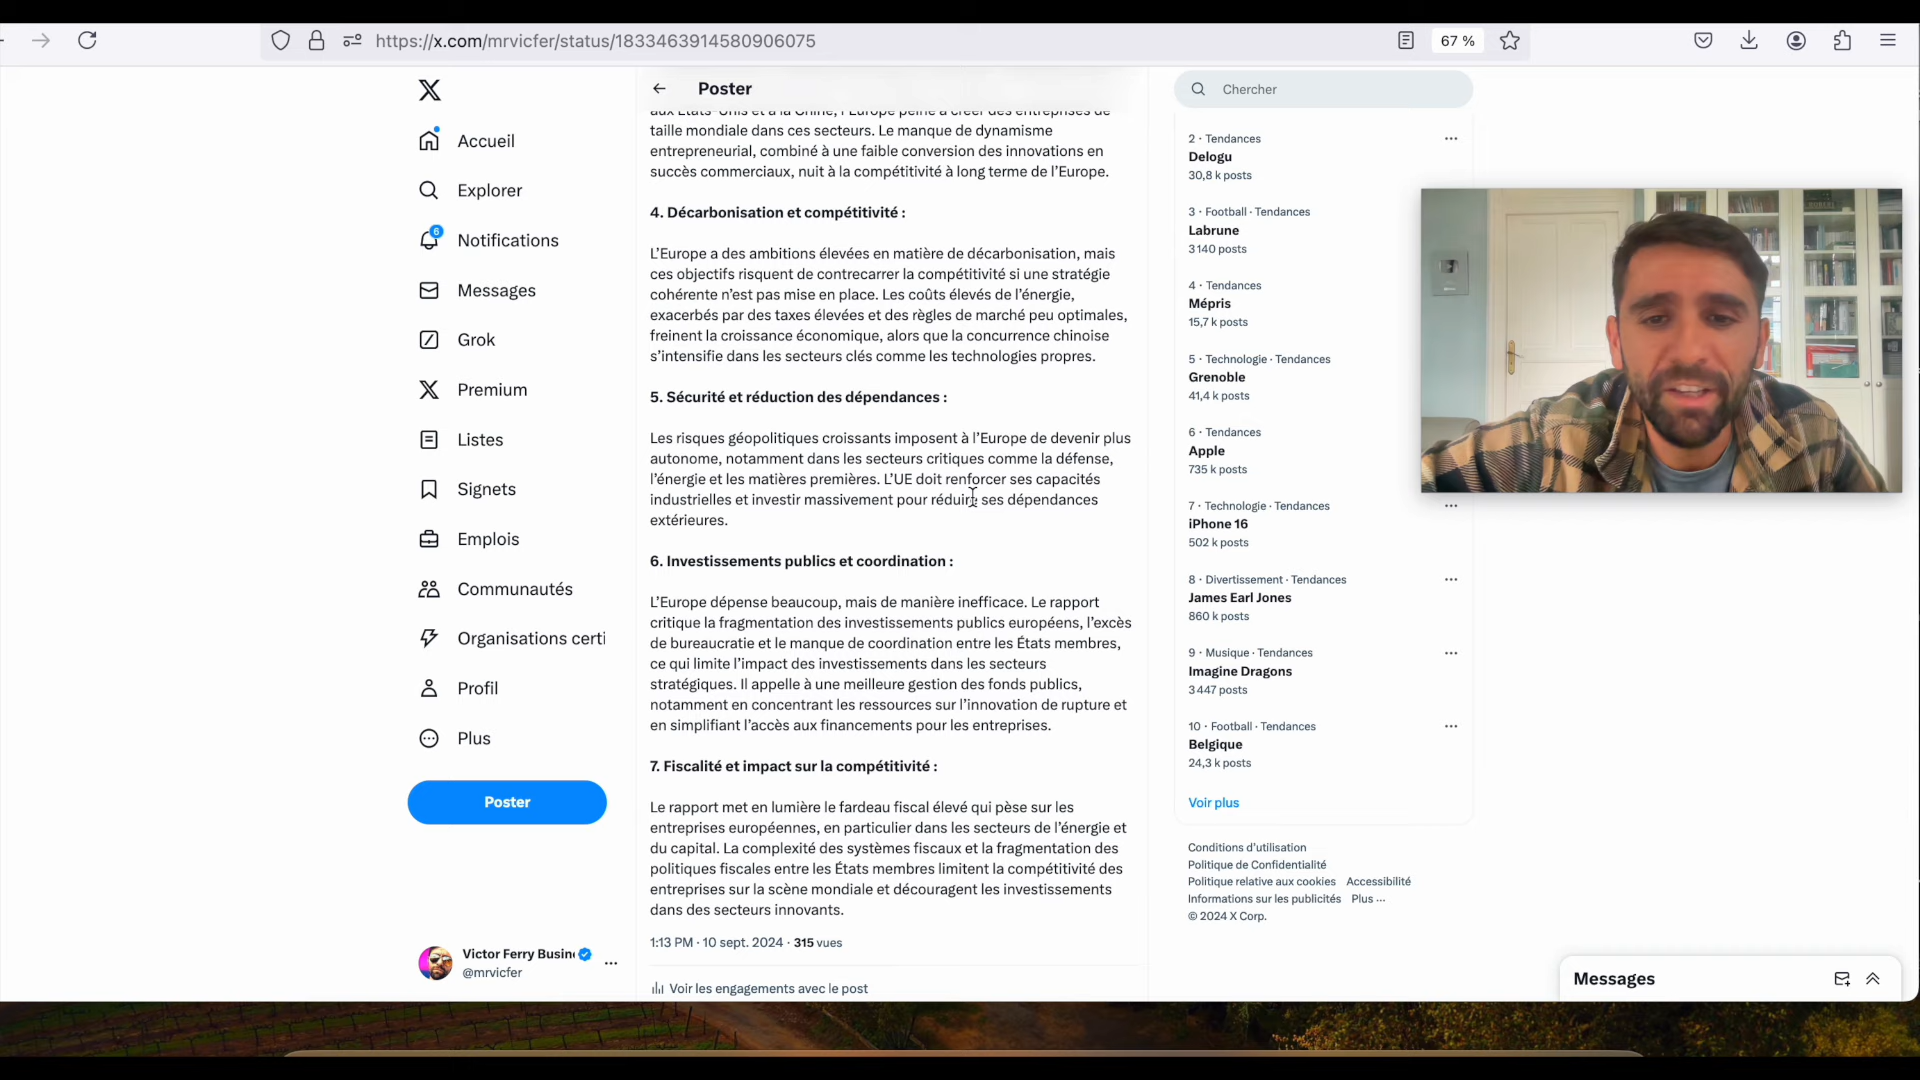 https://x.com/mrvicfer/status/1833463914580906075
67 %
Accueil
Explorer
6
Notifications
Messages
Grok
Premium
Listes
Signets
Emplois
Communautés
Organisations certi
Profil
Plus
Poster
Victor Ferry Busin
@mrvicfer
Poster
aux États-Unis et à la Chine, l’Europe peine à créer des entreprises de
taille mondiale dans ces secteurs. Le manque de dynamisme
entrepreneurial, combiné à une faible conversion des innovations en
succès commerciaux, nuit à la compétitivité à long terme de l’Europe.
4. Décarbonisation et compétitivité :
L’Europe a des ambitions élevées en matière de décarbonisation, mais
ces objectifs risquent de contrecarrer la compétitivité si une stratégie
cohérente n’est pas mise en place. Les coûts élevés de l’énergie,
exacerbés par des taxes élevées et des règles de marché peu optimales,
freinent la croissance économique, alors que la concurrence chinoise
s’intensifie dans les secteurs clés comme les technologies propres.
5. Sécurité et réduction des dépendances :
Les risques géopolitiques croissants imposent à l’Europe de devenir plus
autonome, notamment dans les secteurs critiques comme la défense,
l’énergie et les matières premières. L’UE doit renforcer ses capacités
industrielles et investir massivement pour réduire ses dépendances
extérieures.
6. Investissements publics et coordination :
L’Europe dépense beaucoup, mais de manière inefficace. Le rapport
critique la fragmentation des investissements publics européens, l’excès
de bureaucratie et le manque de coordination entre les États membres,
ce qui limite l’impact des investissements dans les secteurs
stratégiques. Il appelle à une meilleure gestion des fonds publics,
notamment en concentrant les ressources sur l’innovation de rupture et
en simplifiant l’accès aux financements pour les entreprises.
7. Fiscalité et impact sur la compétitivité :
Le rapport met en lumière le fardeau fiscal élevé qui pèse sur les
entreprises européennes, en particulier dans les secteurs de l’énergie et
du capital. La complexité des systèmes fiscaux et la fragmentation des
politiques fiscales entre les États membres limitent la compétitivité des
entreprises sur la scène mondiale et découragent les investissements
dans des secteurs innovants.
1:13 PM · 10 sept. 2024 · 315 vues
Voir les engagements avec le post
Chercher
2 · Tendances
Delogu
30,8 k posts
3 · Football · Tendances
Labrune
3 140 posts
4 · Tendances
Mépris
15,7 k posts
5 · Technologie · Tendances
Grenoble
41,4 k posts
6 · Tendances
Apple
735 k posts
7 · Technologie · Tendances
iPhone 16
502 k posts
8 · Divertissement · Tendances
James Earl Jones
860 k posts
9 · Musique · Tendances
Imagine Dragons
3 447 posts
10 · Football · Tendances
Belgique
24,3 k posts
Voir plus
Conditions d’utilisation
Politique de Confidentialité
Politique relative aux cookies Accessibilité
Informations sur les publicités Plus ···
© 2024 X Corp.
Messages